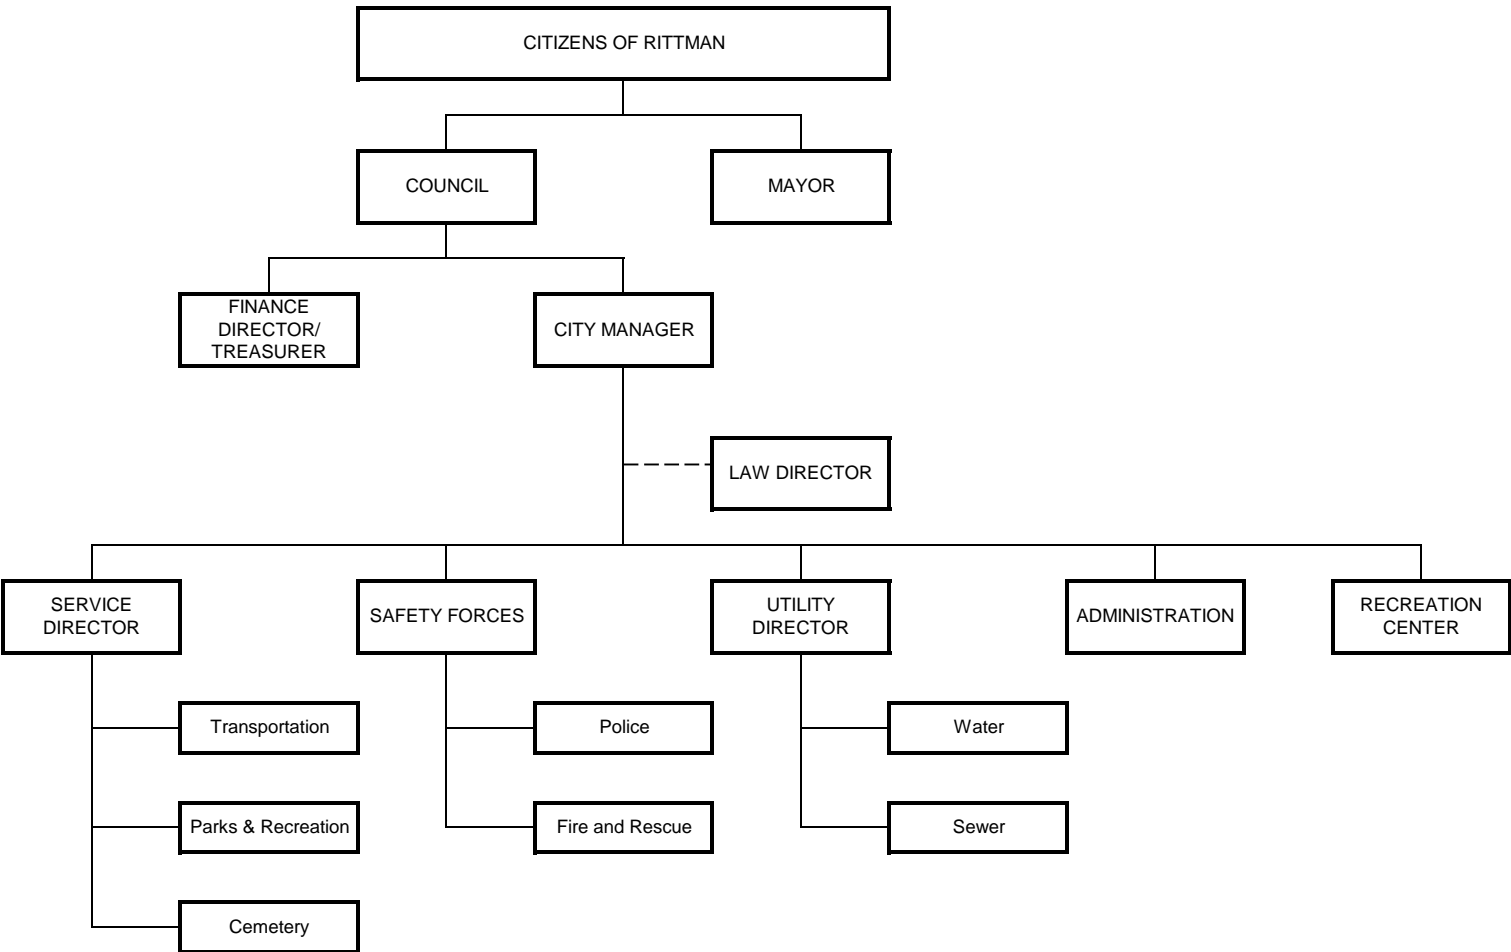 CITIZENS OF RITTMAN
COUNCIL
MAYOR
FINANCE
DIRECTOR/
TREASURER
CITY MANAGER
LAW DIRECTOR
SERVICE
DIRECTOR
SAFETY FORCES
UTILITY
DIRECTOR
ADMINISTRATION
RECREATION
CENTER
Transportation
Police
Water
Parks & Recreation
Fire and Rescue
Sewer
Cemetery